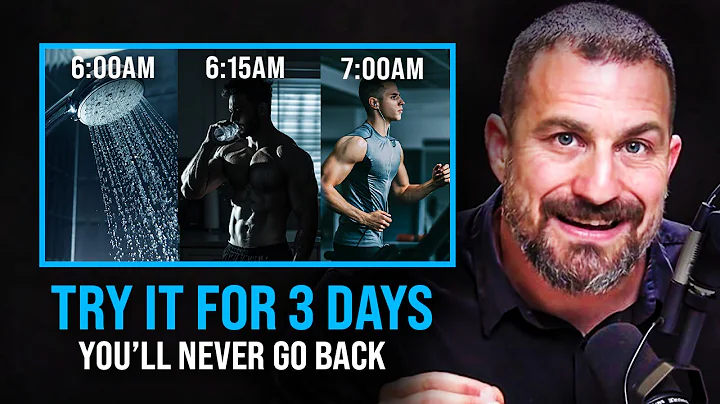 6:00AM
6:15AM
7:00AM
TRY IT FOR 3 DAYS
YOU'LL NEVER GO BACK